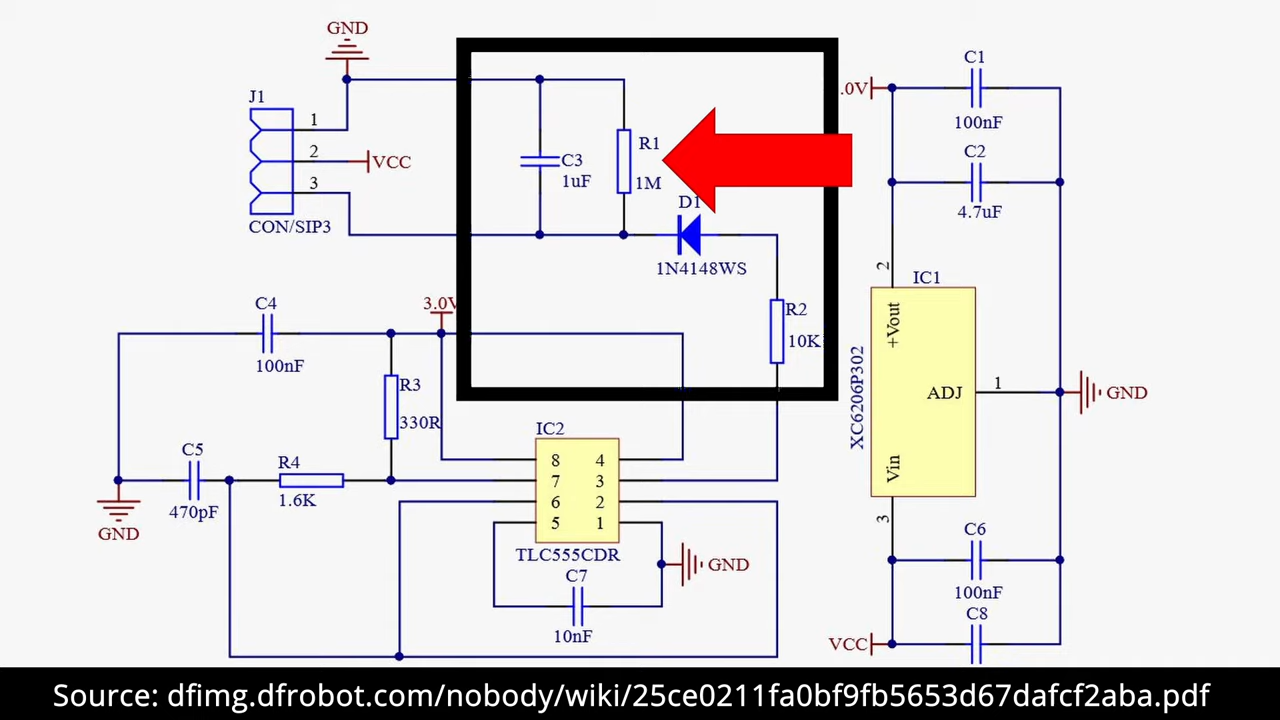 GND
J1
1
2
VCC
3
CON/SIP3
C3
1uF
R1
1M
D1
1N4148WS
R2
10K
.0V
C1
100nF
C2
4.7uF
2
IC1
+Vout
XC6206P302
ADJ
1
GND
Vin
3
C4
100nF
3.0V
R3
330R
C5
470pF
R4
1.6K
GND
IC2
8 4
7 3
6 2
5 1
TLC555CDR
GND
C7
10nF
C6
100nF
C8
VCC
Source: dfimg.dfrobot.com/nobody/wiki/25ce0211fa0bf9fb5653d67dafcf2aba.pdf